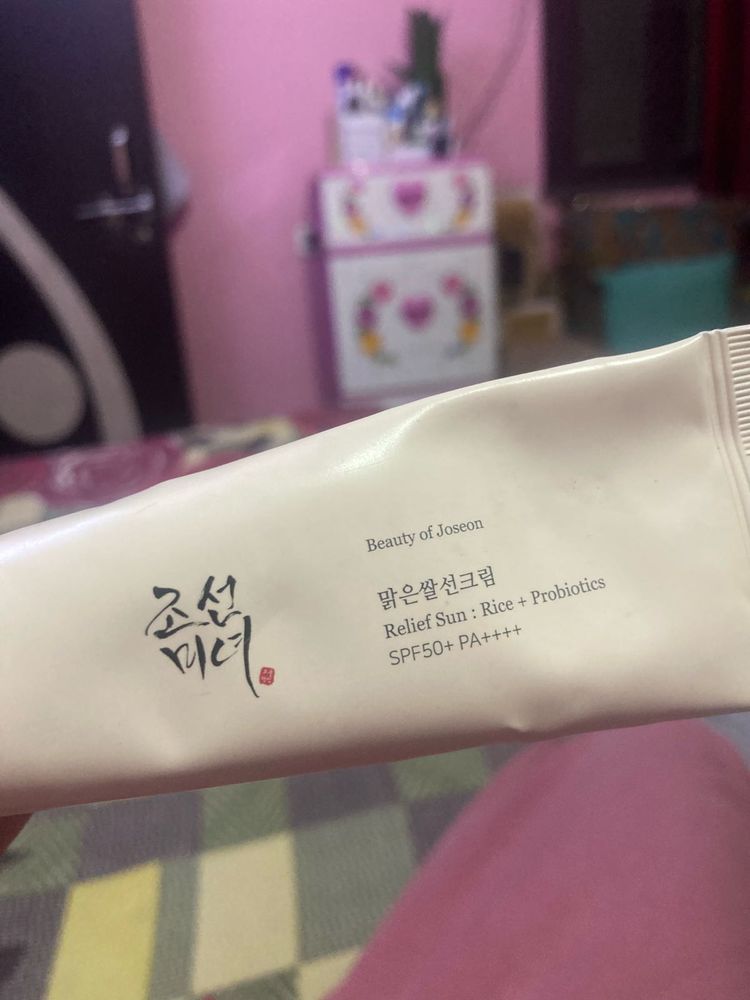 조선
미녀
Beauty of Joseon
맑은쌀선크림
Relief Sun : Rice + Probiotics
SPF50+ PA++++